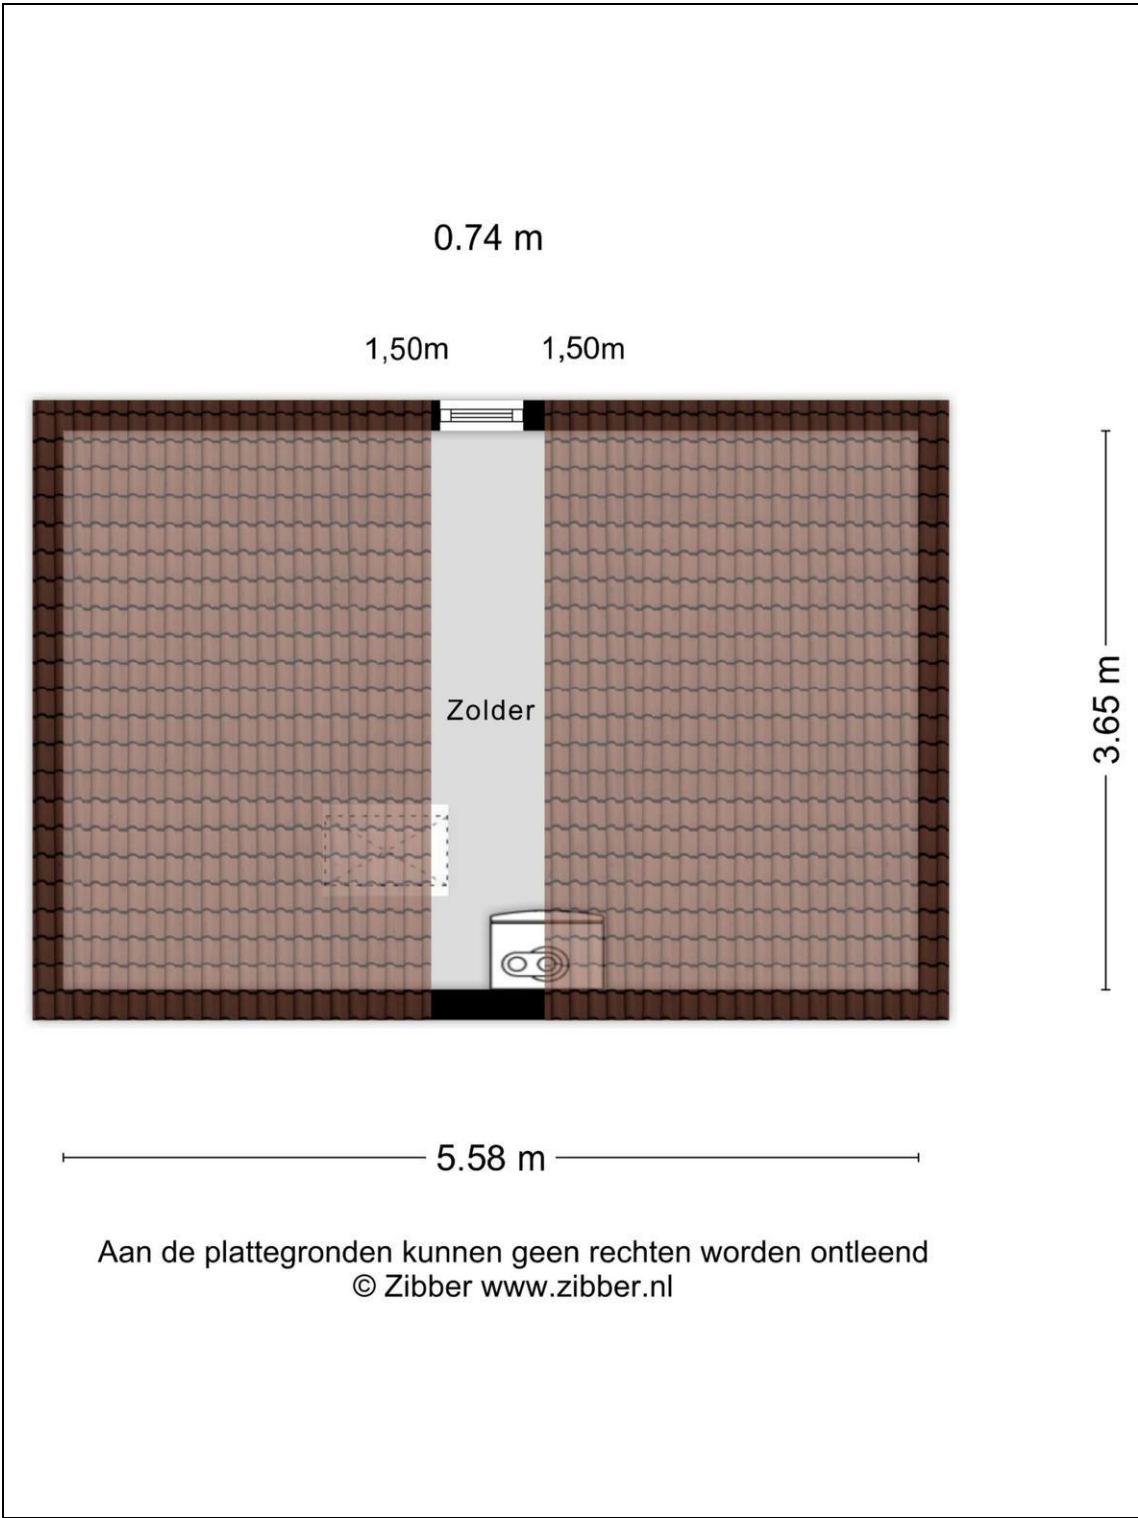 0.74 m
1,50m 1,50m
Zolder
3.65 m
5.58 m
Aan de plattegronden kunnen geen rechten worden ontleend
© Zibber www.zibber.nl